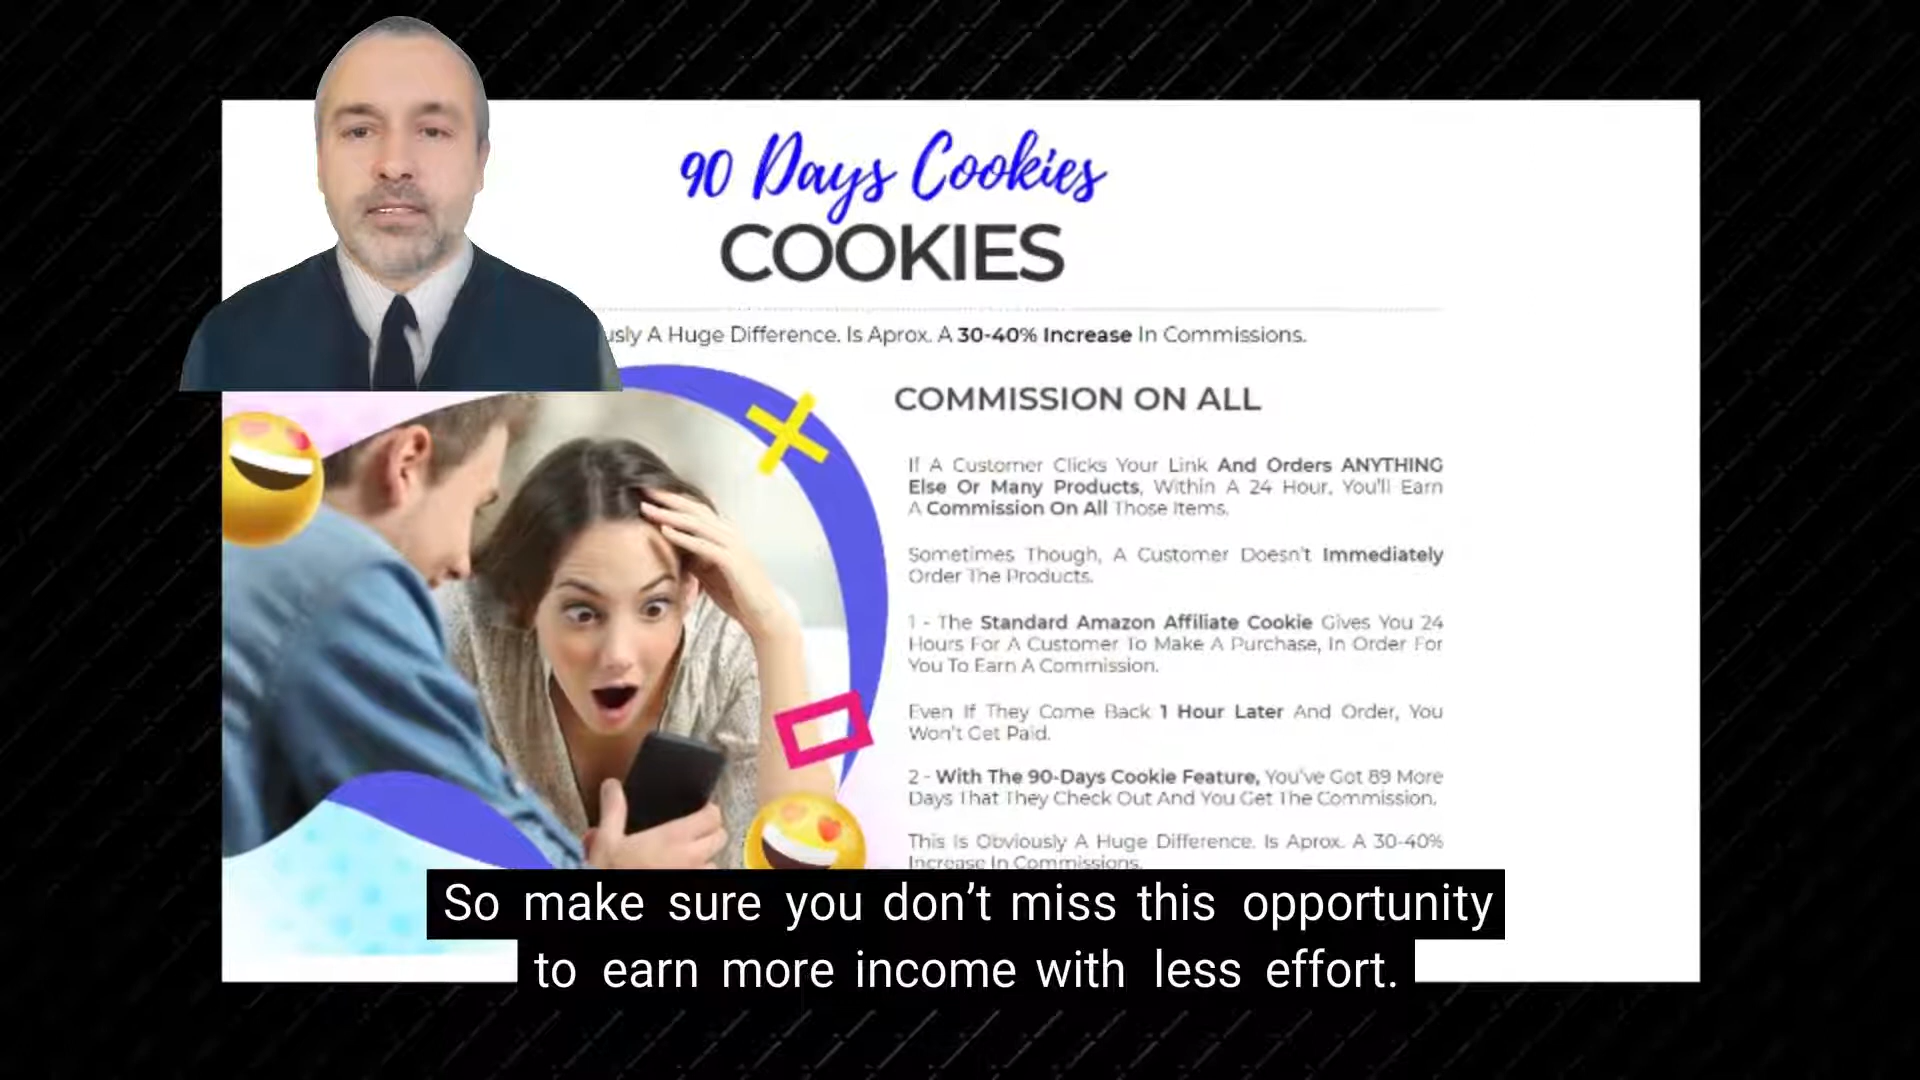 90 Days Cookies
COOKIES
usly A Huge Difference. Is Aprox. A 30-40% Increase In Commissions.
COMMISSION ON ALL
If A Customer Clicks Your Link And Orders ANYTHING
Else Or Many Products, Within A 24 Hour, You'll Earn
A Commission On All Those Items.
Sometimes Though, A Customer Doesn't Immediately
Order The Products.
1 - The Standard Amazon Affiliate Cookie Gives You 24
Hours For A Customer To Make A Purchase, In Order For
You To Earn A Commission.
Even If They Come Back 1 Hour Later And Order, You
Won't Get Paid.
2 - With The 90-Days Cookie Feature, You've Got 89 More
Days That They Check Out And You Get The Commission.
This Is Obviously A Huge Difference. Is Aprox. A 30-40%
Increase In Commissions.
So make sure you don't miss this opportunity
to earn more income with less effort.